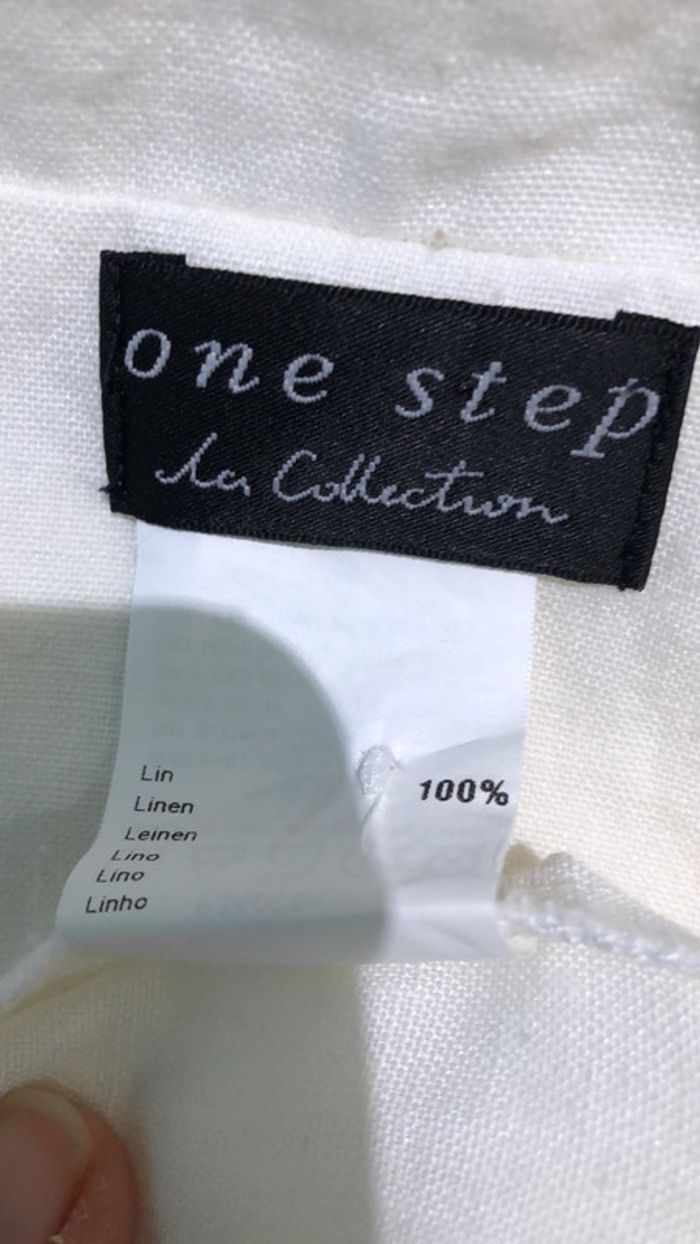 one step
la Collection
Lin 100%
Linen
Leinen
Lino
Lino
Linho